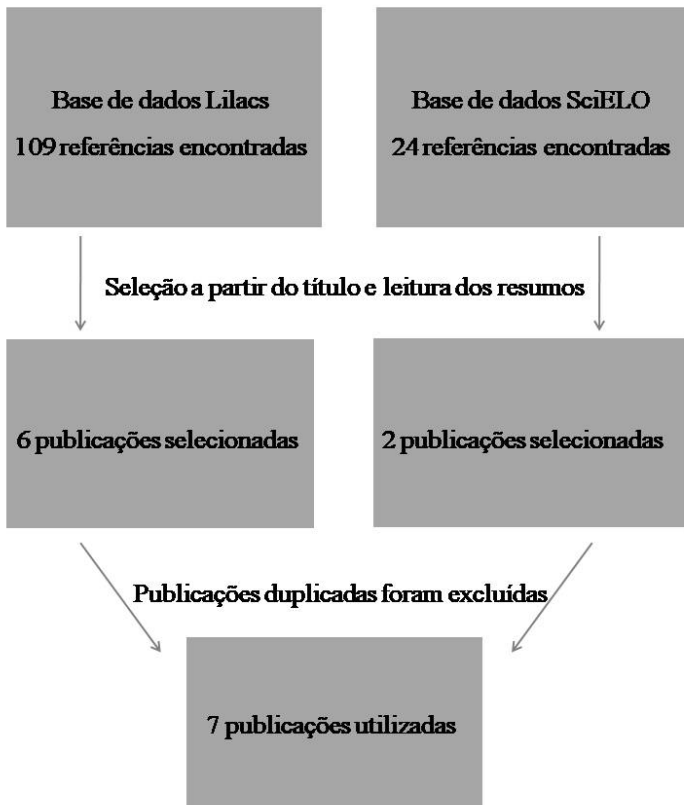 Base de dados Lilacs
109 referências encontradas
Base de dados SciELO
24 referências encontradas
Seleção a partir do título e leitura dos resumos
6 publicações selecionadas
2 publicações selecionadas
Publicações duplicadas foram excluídas
7 publicações utilizadas